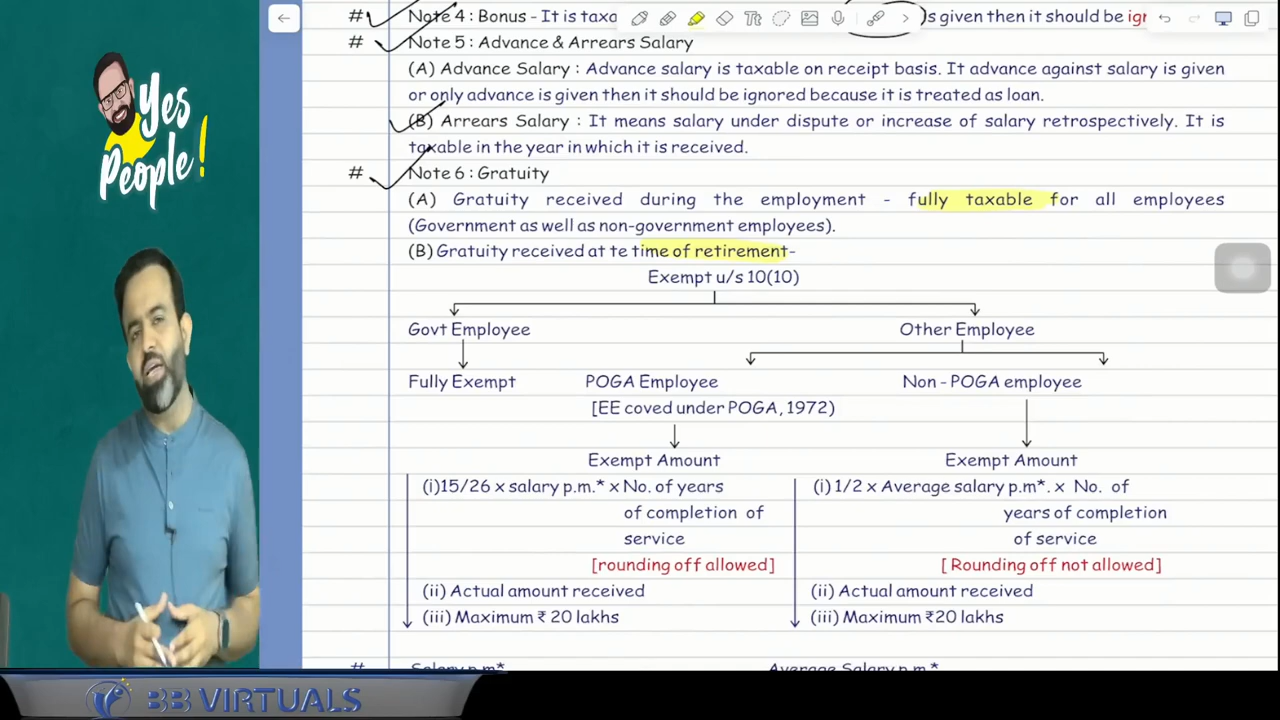 Yes
People!
# Note 4 : Bonus - It is taxa s given then it should be ig
# Note 5 : Advance & Arrears Salary
(A) Advance Salary : Advance salary is taxable on receipt basis. It advance against salary is given
or only advance is given then it should be ignored because it is treated as loan.
(B) Arrears Salary : It means salary under dispute or increase of salary retrospectively. It is
taxable in the year in which it is received.
# Note 6 : Gratuity
(A) Gratuity received during the employment - fully taxable for all employees
(Government as well as non-government employees).
(B) Gratuity received at te time of retirement-
Exempt u/s 10(10)
Govt Employee Other Employee
Fully Exempt POGA Employee Non - POGA employee
[EE coved under POGA, 1972)
Exempt Amount Exempt Amount
(i)15/26 x salary p.m.* x No. of years (i) 1/2 x Average salary p.m*. x No. of
of completion of years of completion
service of service
[rounding off allowed] [ Rounding off not allowed]
(ii) Actual amount received (ii) Actual amount received
(iii) Maximum ₹ 20 lakhs (iii) Maximum ₹20 lakhs
# Salary p.m* Average Salary p.m.*
BB VIRTUALS